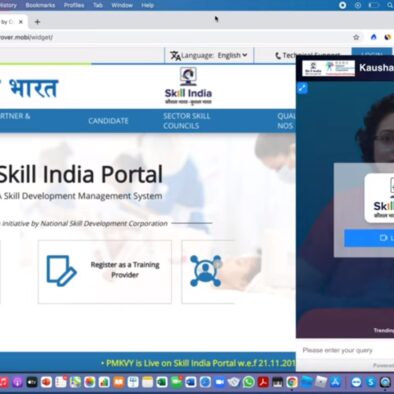 History Bookmarks Profiles Tab Window Help
by C
rover.mobi/widget/
Language: English
Technical Support
LOGIN
भारत
Skill India
कौशल भारत - कुशल भारत
Kausha
PARTNER &
CANDIDATE
SECTOR SKILL
COUNCILS
QUAL
NOS
Skill India Portal
A Skill Development Management System
initiative by National Skill Development Corporation
Register as a Training
Provider
Skill
कौशल भार
Trending
Please enter your query
Powered
• PMKVY is Live on Skill India Portal w.e.f 21.11.201